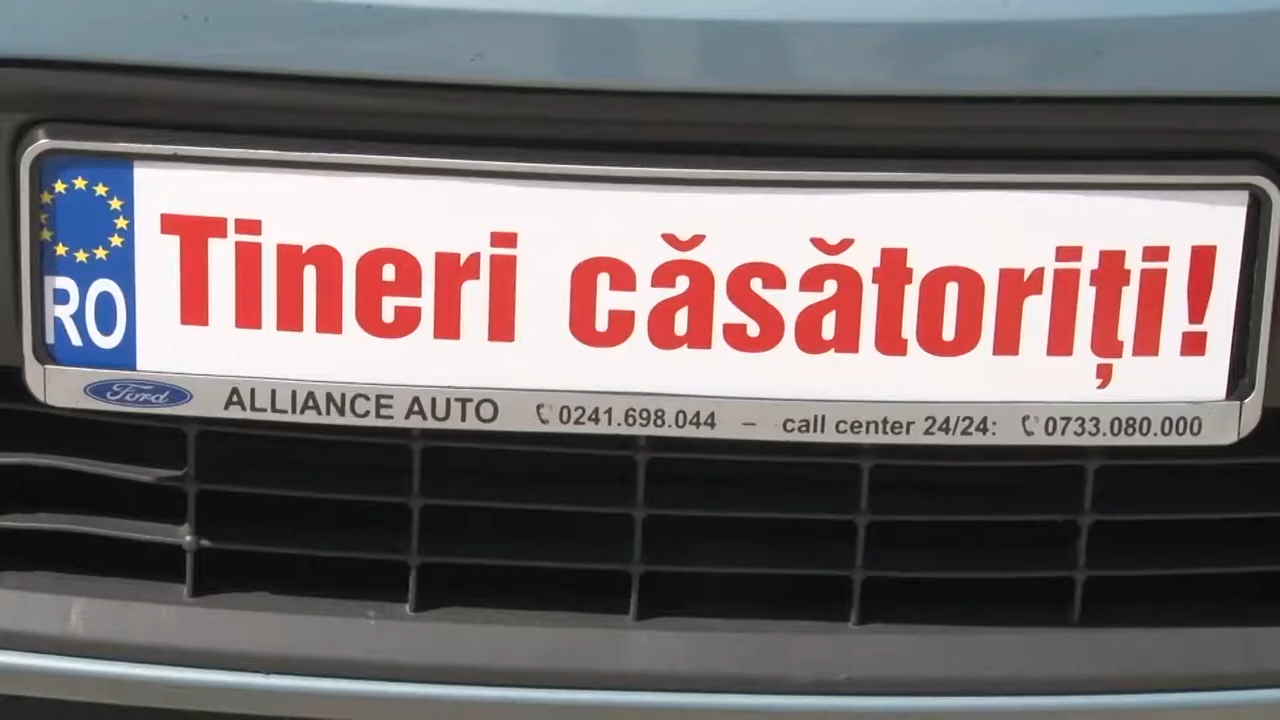 RO Tineri căsătoriți!
Ford ALLIANCE AUTO 0241.698.044 – call center 24/24: 0733.080.000